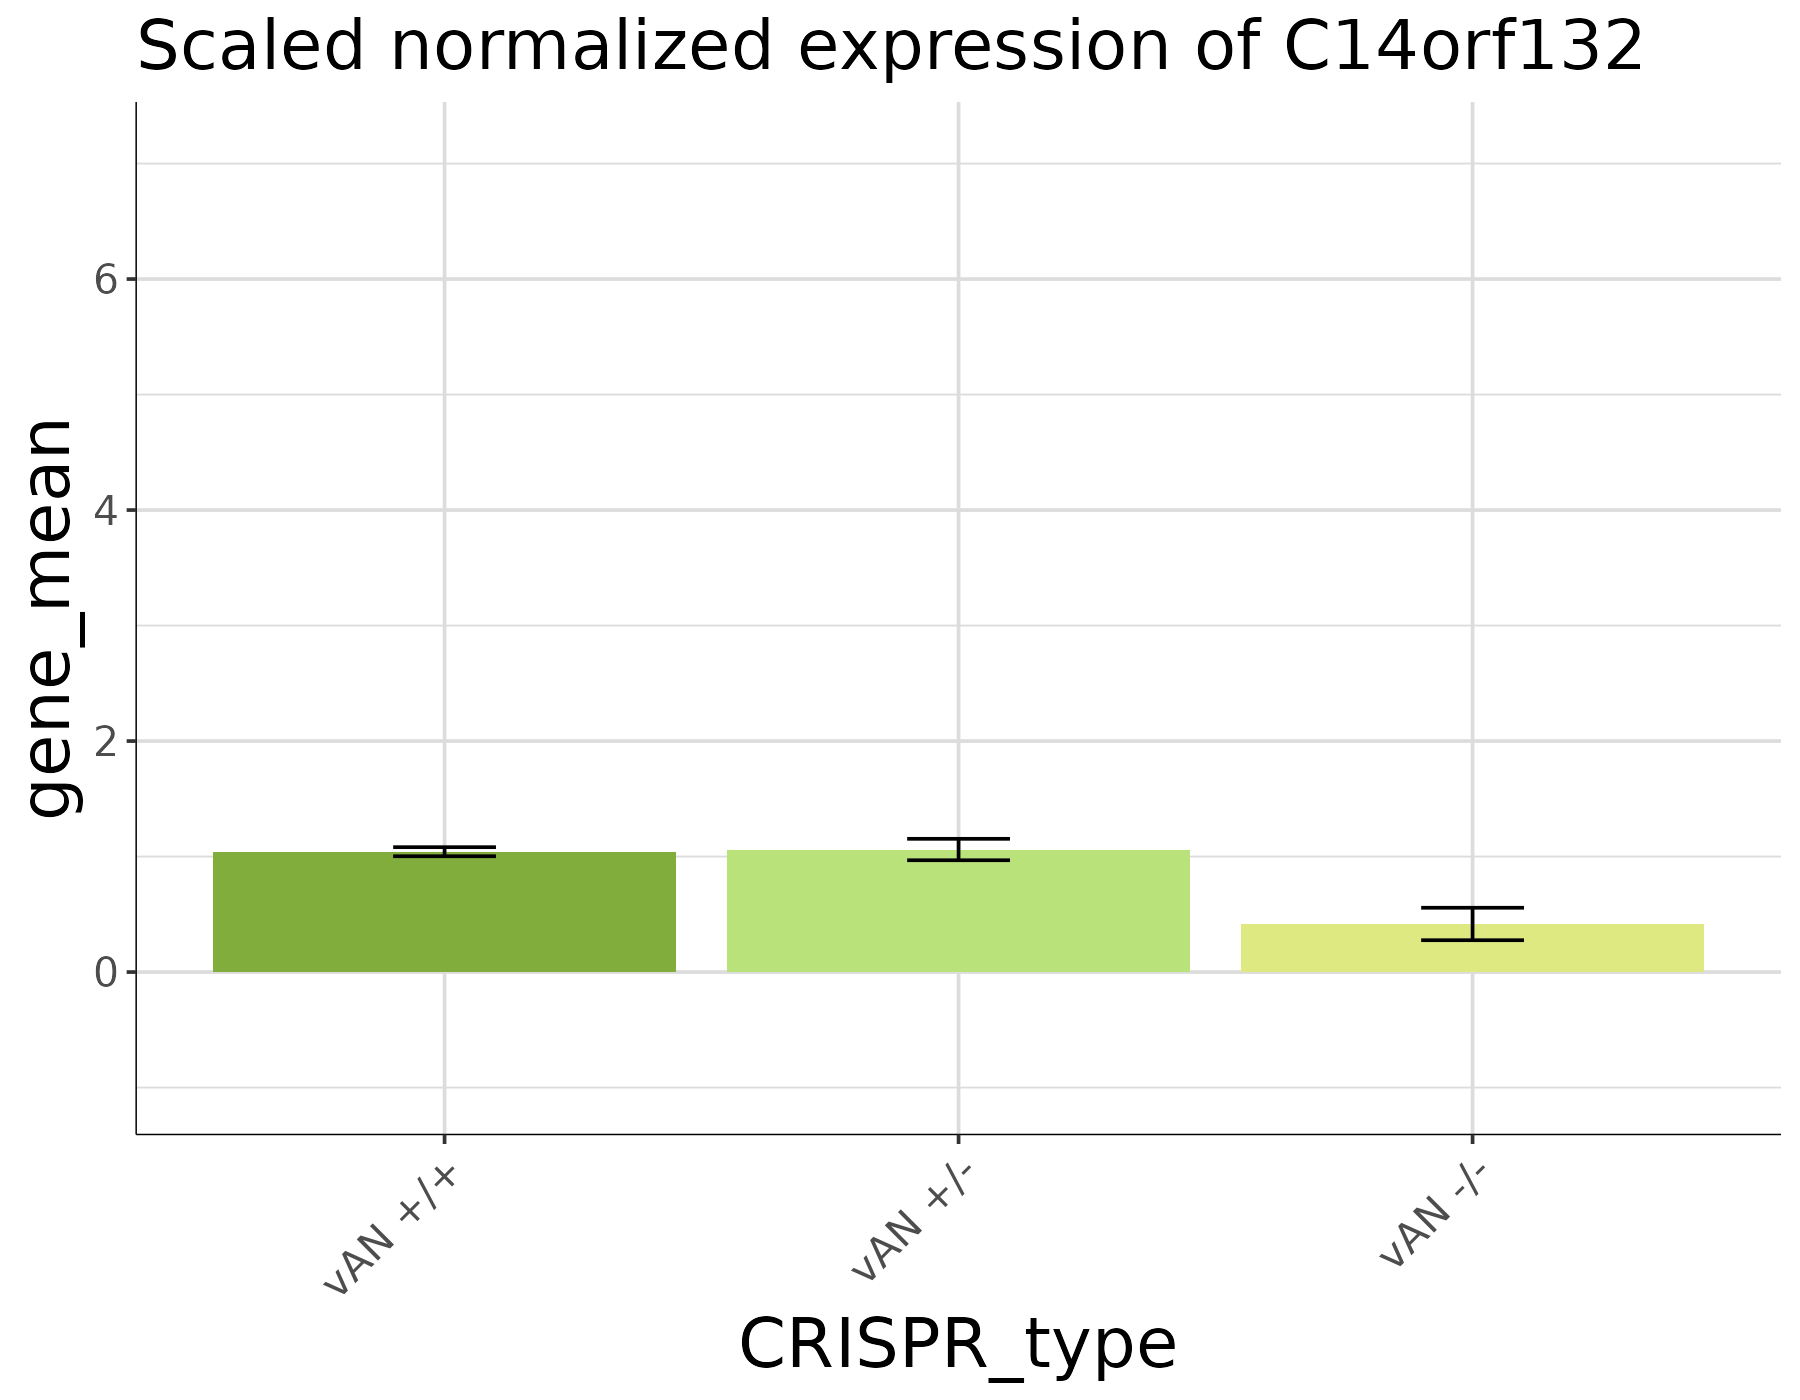 Scaled normalized expression of C14orf132
gene_mean
6
4
2
0
vAN +/+
vAN +/-
vAN -/-
CRISPR_type